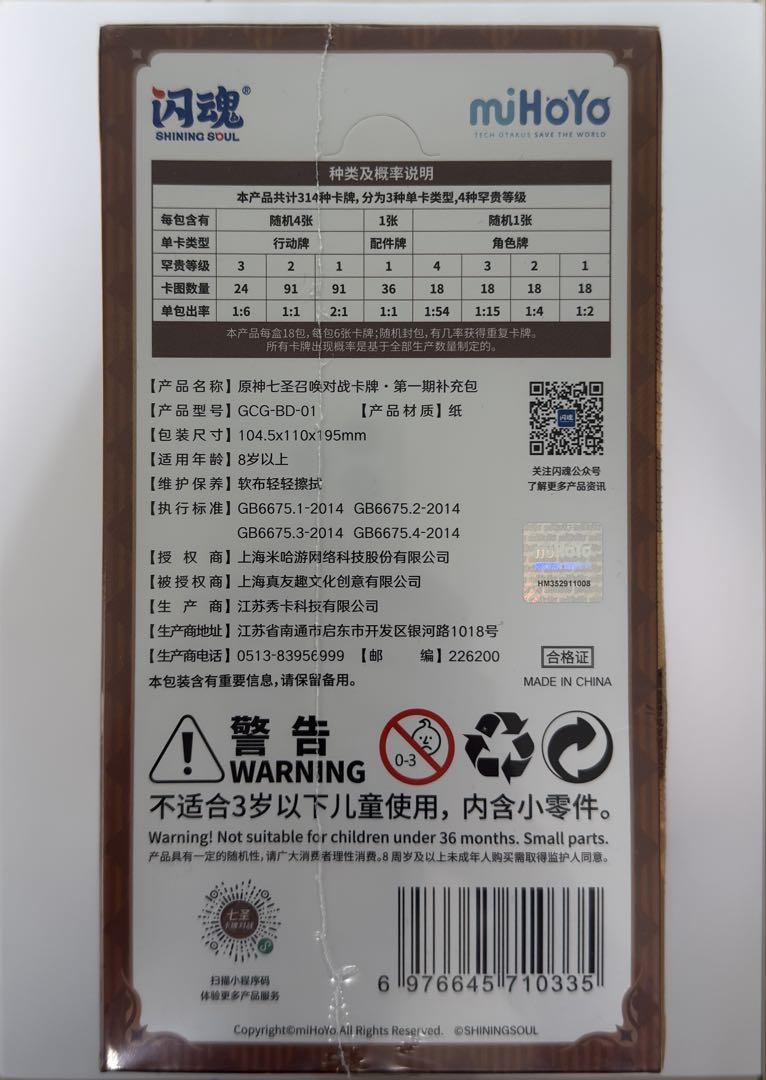 闪魂®
SHINING SOUL
miHoYo
TECH OTAKUS SAVE THE WORLD
种类及概率说明
本产品共计314种卡牌,分为3种单卡类型,4种罕贵等级
每包含有 随机4张 1张 随机1张
单卡类型 行动牌 配件牌 角色牌
罕贵等级 3 2 1 1 4 3 2 1
卡图数量 24 91 91 36 18 18 18 18
单包出率 1:6 1:1 2:1 1:1 1:54 1:15 1:4 1:2
本产品每盒18包,每包6张卡牌;随机封包,有几率获得重复卡牌。
所有卡牌出现概率是基于全部生产数量制定的。
【产品名称】原神七圣召唤对战卡牌·第一期补充包
【产品型号】GCG-BD-01 【产品材质】纸
【包装尺寸】104.5x110x195mm
【适用年龄】8岁以上
【维护保养】软布轻轻擦拭
【执行标准】GB6675.1-2014 GB6675.2-2014
GB6675.3-2014 GB6675.4-2014
【授权商】上海米哈游网络科技股份有限公司
【被授权商】上海真友趣文化创意有限公司
【生产商】江苏秀卡科技有限公司
【生产商地址】江苏省南通市启东市开发区银河路1018号
【生产商电话】0513-83956999 【邮编】226200
本包装含有重要信息,请保留备用。
闪魂
关注闪魂公众号
了解更多产品资讯
miHoYo
HM352911008
合格证
MADE IN CHINA
警告
WARNING
0-3
不适合3岁以下儿童使用，内含小零件。
Warning! Not suitable for children under 36 months. Small parts.
产品具有一定的随机性,请广大消费者理性消费。8周岁及以上未成年人购买需取得监护人同意。
七圣
卡牌对战
扫描小程序码
体验更多产品服务
6 976645 710335
Copyright©miHoYo All Rights Reserved. ©SHININGSOUL